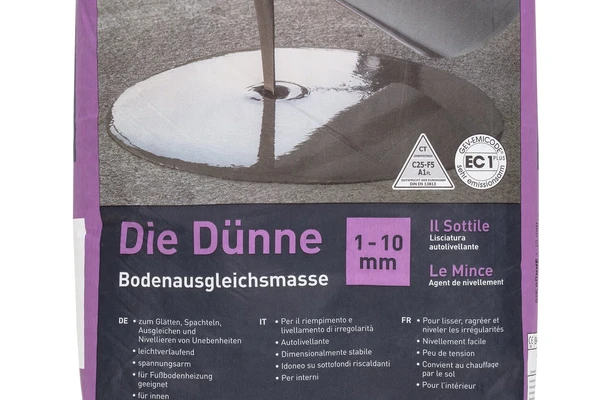 GEV-EMICODE
EC1PLUS
sehr emissionsarm
CT
C25-F5
A1fl.
DIN EN 13813
Die Dünne
Bodenausgleichsmasse
1-10
mm
Il Sottile
Lisciatura
autolivellante
Le Mince
Agent de nivellement
DE • zum Glätten, Spachteln,
Ausgleichen und
Nivellieren von Unebenheiten
• leichtverlaufend
• spannungsarm
• für Fußbodenheizung
geeignet
• für innen
IT • Per il riempimento e
livellamento di irregolarità
• Autolivellante
• Dimensionalmente stabile
• Idoneo su sottofondi riscaldanti
• Per interni
FR • Pour lisser, ragréer et
niveler les irrégularités
• Nivellement facile
• Peu de tension
• Convient au chauffage
par le sol
• Pour l'intérieur